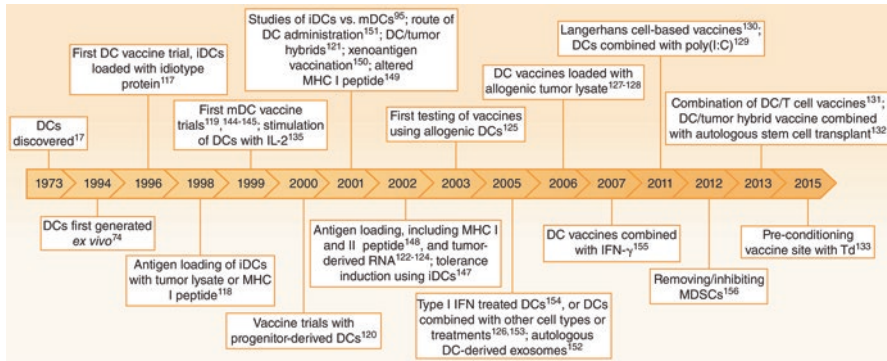 DCs
discovered¹⁷
First DC vaccine trial, iDCs
loaded with idiotype
protein¹¹⁷
First mDC vaccine
trials¹¹⁹,¹⁴⁴⁻¹⁴⁵; stimulation
of DCs with IL-2¹³⁵
Studies of iDCs vs. mDCs⁹⁵; route of
DC administration¹⁵¹; DC/tumor
hybrids¹²¹; xenoantigen
vaccination¹⁵⁰; altered
MHC I peptide¹⁴⁹
First testing of vaccines
using allogenic DCs¹²⁵
DC vaccines loaded with
allogenic tumor lysate¹²⁷⁻¹²⁸
Langerhans cell-based vaccines¹³⁰;
DCs combined with poly(I:C)¹²⁹
Combination of DC/T cell vaccines¹³¹;
DC/tumor hybrid vaccine combined
with autologous stem cell transplant¹³²
1973 1994 1996 1998 1999 2000 2001 2002 2003 2005 2006 2007 2011 2012 2013 2015
DCs first generated
ex vivo⁷⁴
Antigen loading of iDCs
with tumor lysate or MHC
I peptide¹¹⁸
Vaccine trials with
progenitor-derived DCs¹²⁰
Antigen loading, including MHC I
and II peptide¹⁴⁸, and tumor-
derived RNA¹²²⁻¹²⁴; tolerance
induction using iDCs¹⁴⁷
Type I IFN treated DCs¹⁵⁴, or DCs
combined with other cell types or
treatments¹²⁶,¹⁵³; autologous
DC-derived exosomes¹⁵²
DC vaccines combined
with IFN-γ¹⁵⁵
Removing/inhibiting
MDSCs¹⁵⁶
Pre-conditioning
vaccine site with Td¹³³